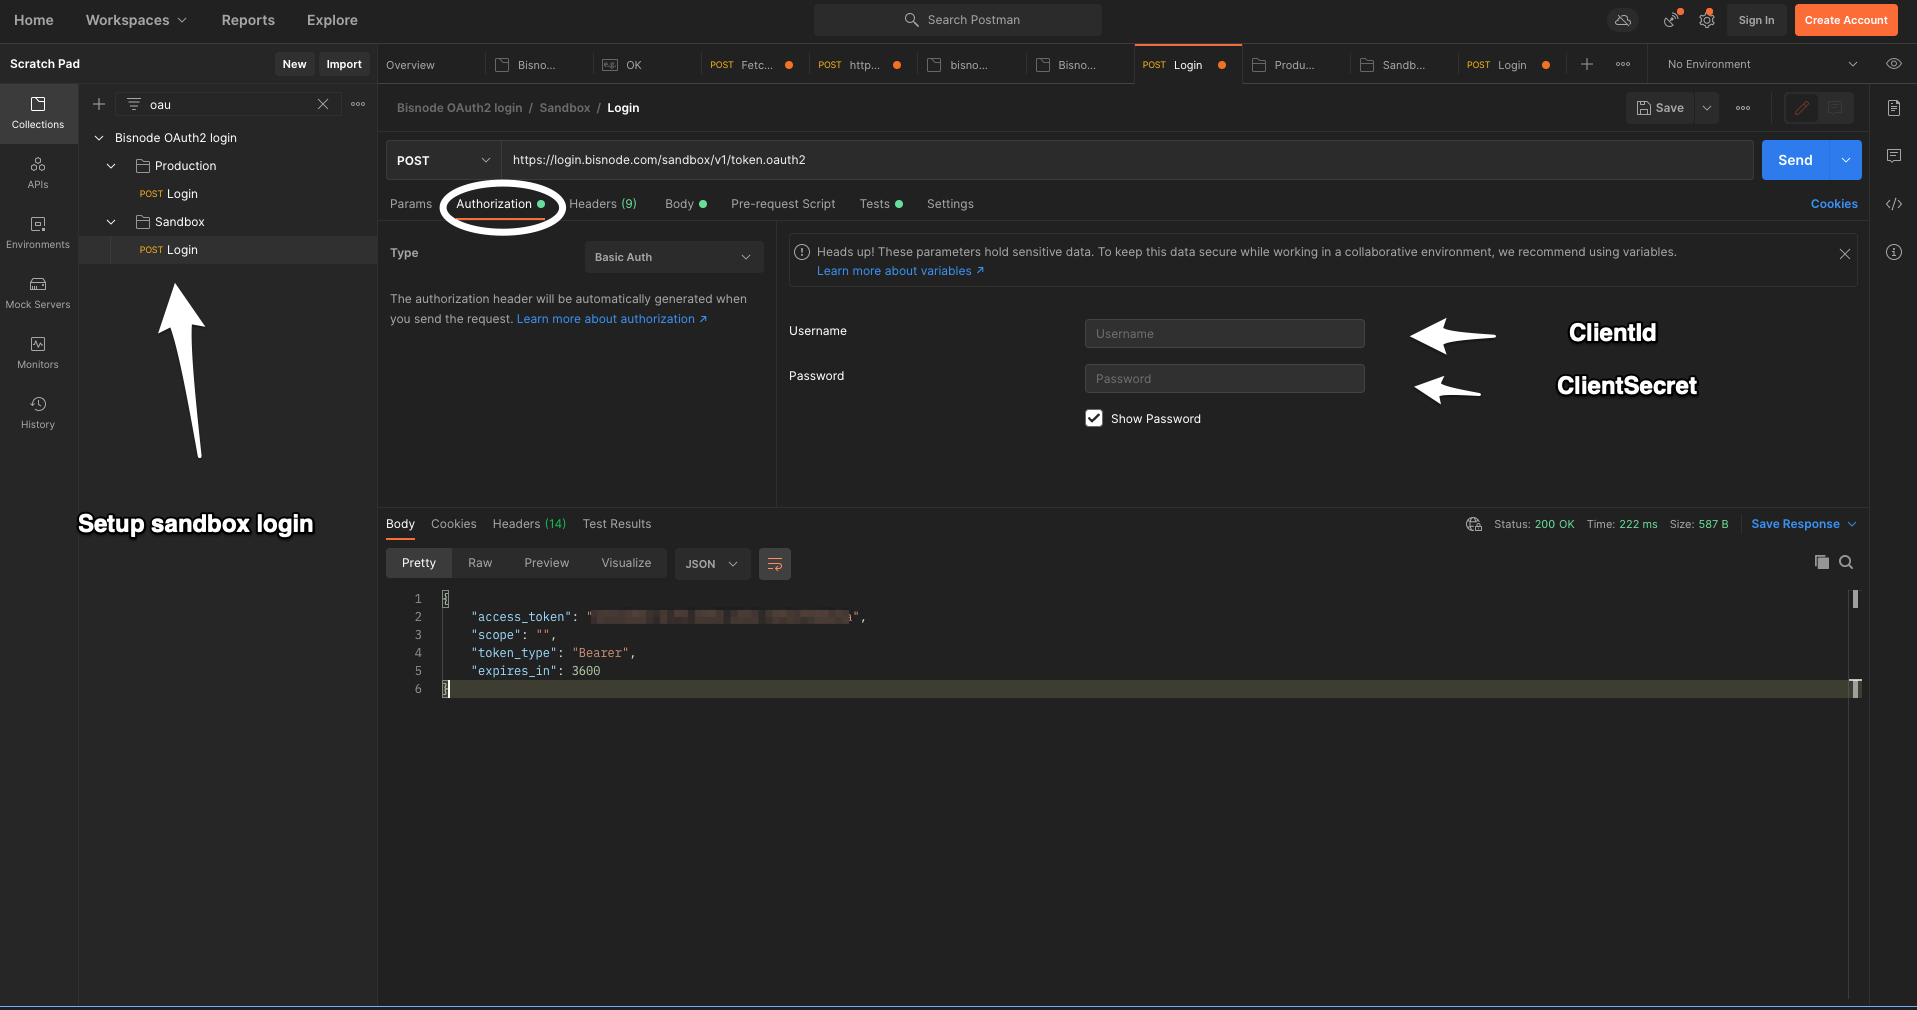 Home Workspaces Reports Explore Search Postman Sign In Create Account
Scratch Pad New Import Overview Bisno... OK POST Fetc... POST http... bisno... Bisno... POST Login Produ... Sandb... POST Login No Environment
Collections
oau
Bisnode OAuth2 login / Sandbox / Login Save
Bisnode OAuth2 login
Production
POST Login
Sandbox
POST Login
APIs
Environments
Mock Servers
Monitors
History
POST https://login.bisnode.com/sandbox/v1/token.oauth2 Send
Params Authorization Headers (9) Body Pre-request Script Tests Settings Cookies
Type Basic Auth
The authorization header will be automatically generated when
you send the request. Learn more about authorization ↗
Heads up! These parameters hold sensitive data. To keep this data secure while working in a collaborative environment, we recommend using variables.
Learn more about variables ↗
Username Username ClientId
Password Password ClientSecret
Show Password
Setup sandbox login
Body Cookies Headers (14) Test Results Status: 200 OK Time: 222 ms Size: 587 B Save Response
Pretty Raw Preview Visualize JSON
1 {
2 "access_token": "a",
3 "scope": "",
4 "token_type": "Bearer",
5 "expires_in": 3600
6 }